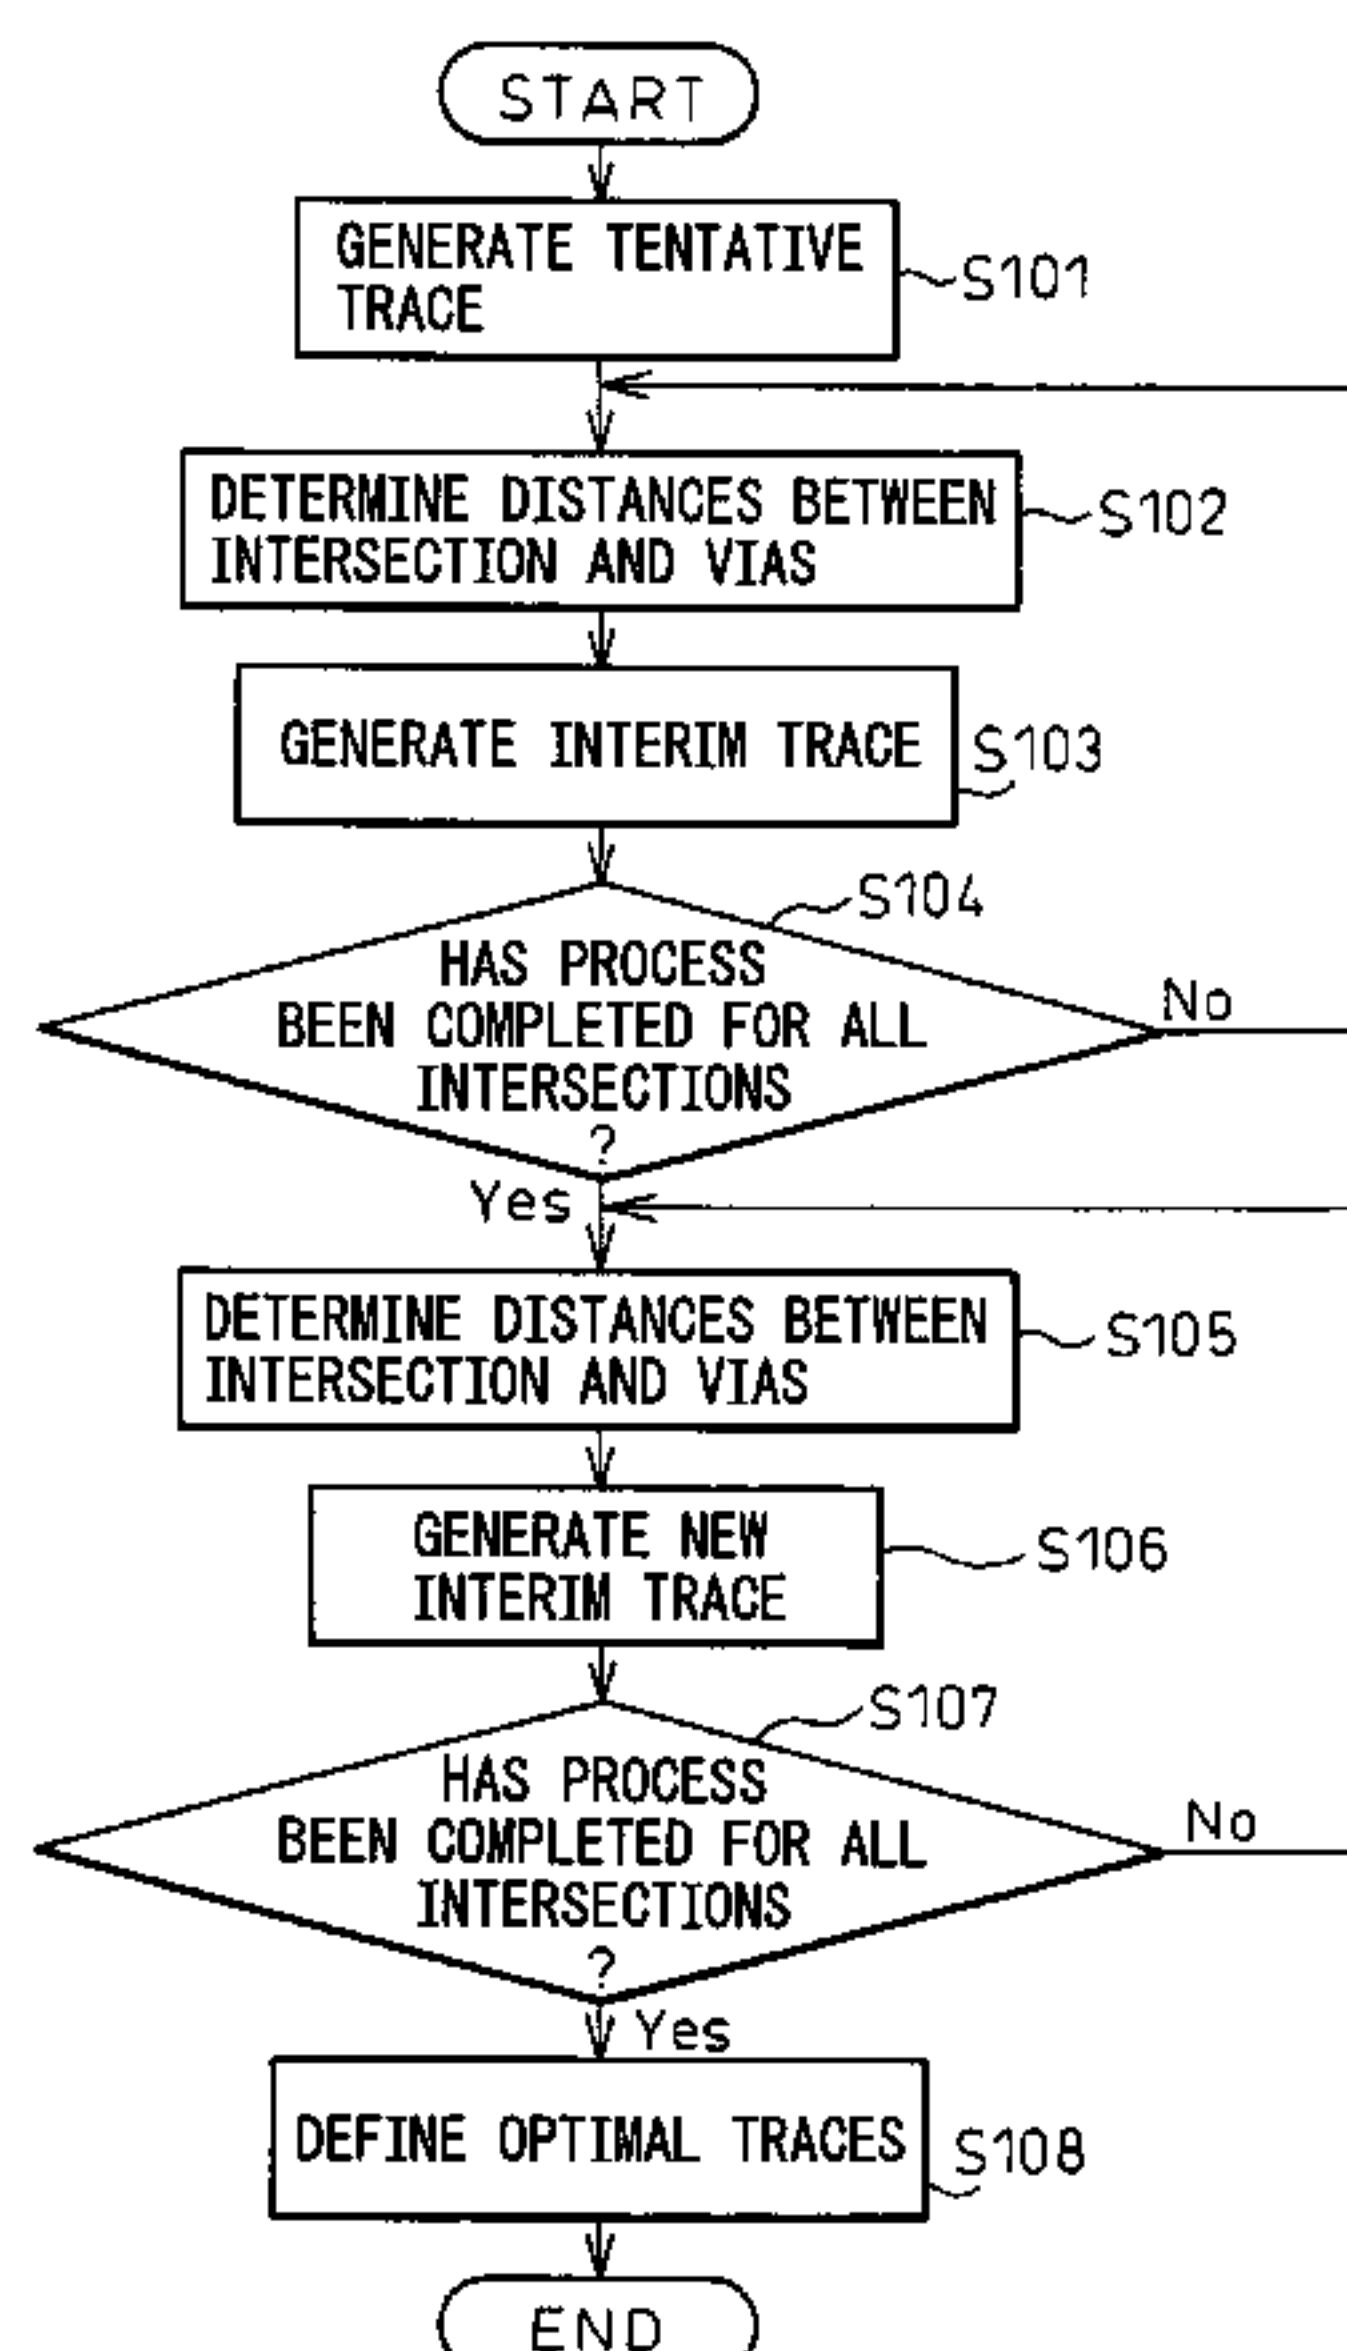 START
GENERATE TENTATIVE
TRACE
S101
DETERMINE DISTANCES BETWEEN
INTERSECTION AND VIAS
S102
GENERATE INTERIM TRACE
S103
S104
HAS PROCESS
BEEN COMPLETED FOR ALL
INTERSECTIONS
?
No
Yes
DETERMINE DISTANCES BETWEEN
INTERSECTION AND VIAS
S105
GENERATE NEW
INTERIM TRACE
S106
S107
HAS PROCESS
BEEN COMPLETED FOR ALL
INTERSECTIONS
?
No
Yes
DEFINE OPTIMAL TRACES
S108
END